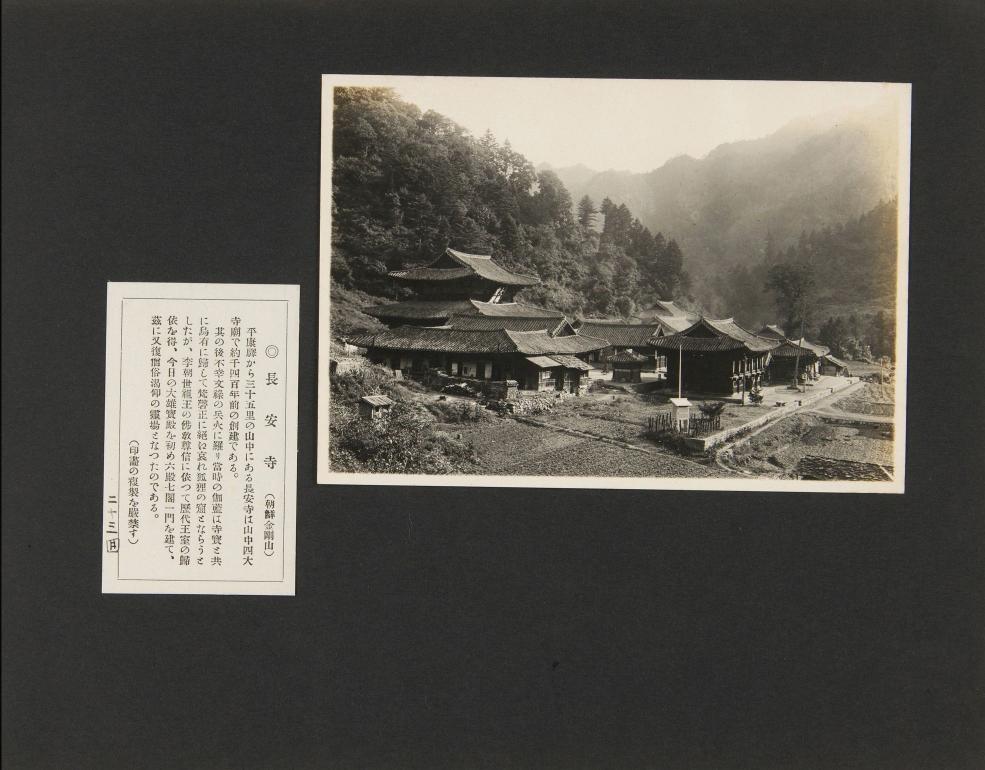 ◎長安寺（朝鮮金剛山）
平康驛から三十五里の山中にある長安寺は山中四大
寺廟で約千四百年前の創建である。
其の後不幸文祿の兵火に羅り當時の伽藍は寺寶と共
に烏有に歸して梵磬正に絕え哀れ狐狸の窟とならうと
したが、李朝世祖王の佛敎尊信に依つて歷代王室の歸
依を得、今日の大雄寶殿を初め六殿七閣一門を建て、
茲に又復僧俗渴仰の靈場となつたのである。
（印畫の複製を嚴禁す）
二十三